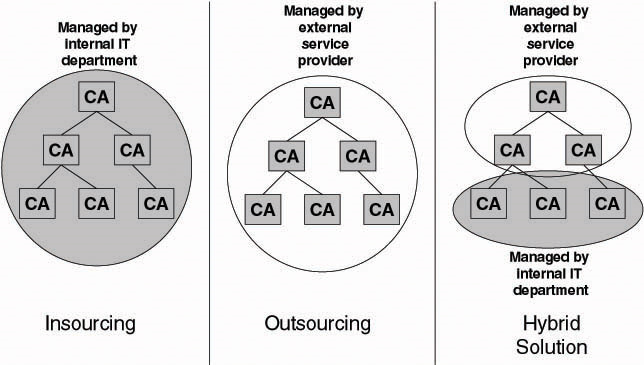 Managed by
internal IT
department
CA
CA CA
CA CA CA
Insourcing
Managed by
external
service
provider
CA
CA CA
CA CA CA
Outsourcing
Managed by
external
service
provider
CA
CA CA
CA CA CA
Managed by
internal IT
department
Hybrid
Solution